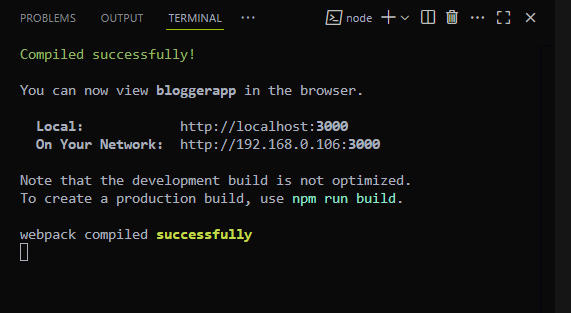 PROBLEMS OUTPUT TERMINAL ··· node
Compiled successfully!
You can now view bloggerapp in the browser.
Local: http://localhost:3000
On Your Network: http://192.168.0.106:3000
Note that the development build is not optimized.
To create a production build, use npm run build.
webpack compiled successfully